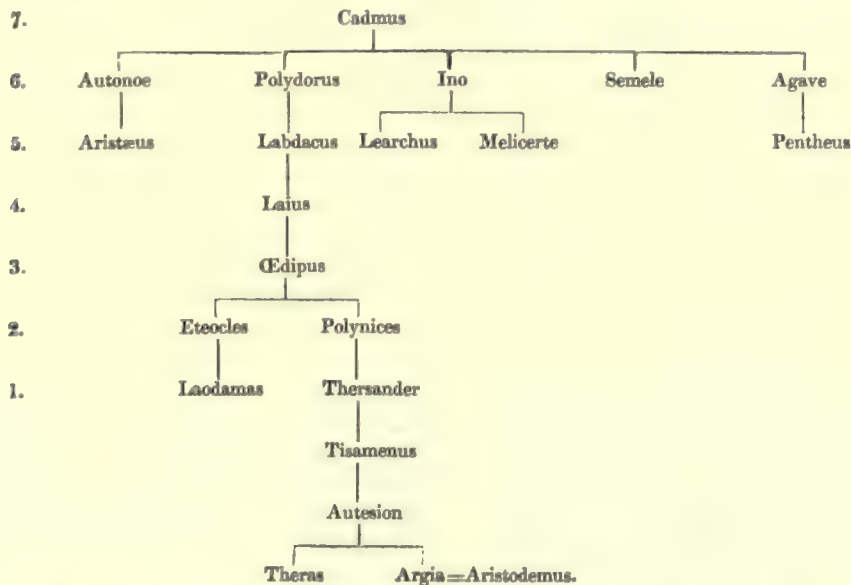 7. Cadmus
6. Autonoe Polydorus Ino Semele Agave
5. Aristæus Labdacus Learchus Melicerte Pentheus
4. Laius
3. Œdipus
2. Eteocles Polynices
1. Laodamas Thersander
Tisamenus
Autesion
Theras Argia=Aristodemus.